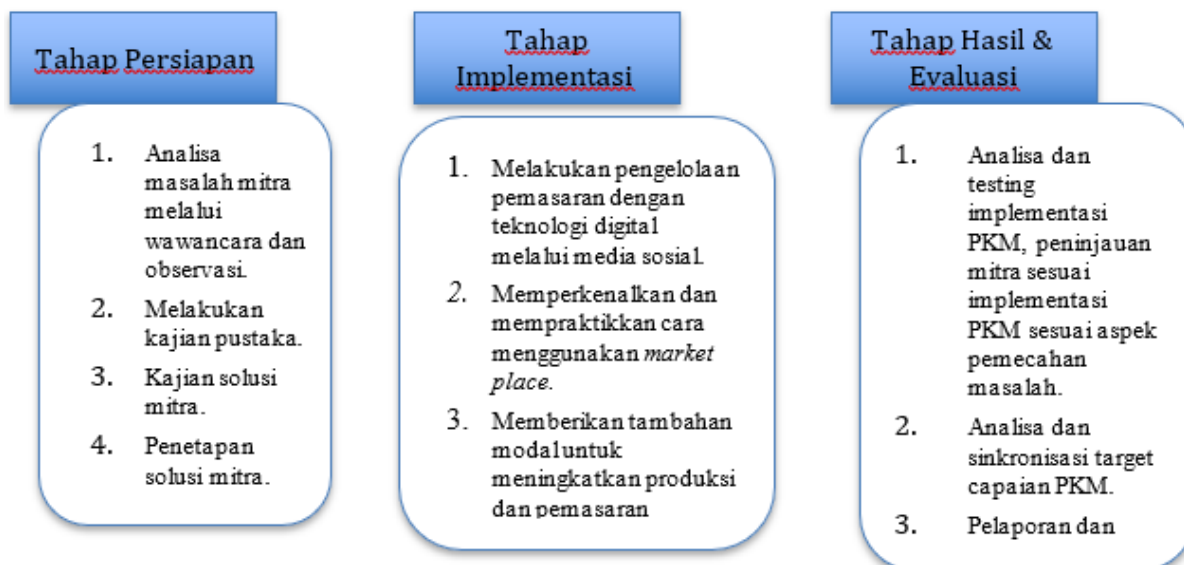 Tahap Persiapan
1. Analisa
masalah mitra
melalui
wawancara dan
observasi.
2. Melakukan
kajian pustaka.
3. Kajian solusi
mitra.
4. Penetapan
solusi mitra.
Tahap
Implementasi
1. Melakukan pengelolaan
pemasaran dengan
teknologi digital
melalui media sosial.
2. Memperkenalkan dan
mempraktikkan cara
menggunakan market
place.
3. Memberikan tambahan
modal untuk
meningkatkan produksi
dan pemasaran
Tahap Hasil &
Evaluasi
1. Analisa dan
testing
implementasi
PKM, peninjauan
mitra sesuai
implementasi
PKM sesuai aspek
pemecahan
masalah.
2. Analisa dan
sinkronisasi target
capaian PKM.
3. Pelaporan dan